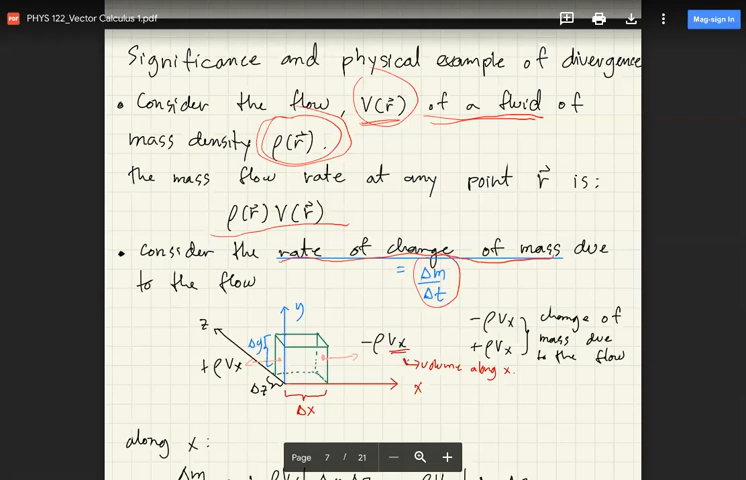 PHYS 122_Vector Calculus 1.pdf
Mag-sign In
Significance and physical example of divergence
• Consider the flow, V(r⃗) of a fluid of
mass density ρ(r⃗).
the mass flow rate at any point r⃗ is:
ρ(r⃗) V(r⃗)
• consider the rate of change of mass due
to the flow
= Δm/Δt
y
z
Δy
+ρVx
Δz
Δx
x
-ρVx
↳volume along x.
-ρVx
+ρVx
change of
mass due
to the flow
along x:
Δm
Page 7 / 21